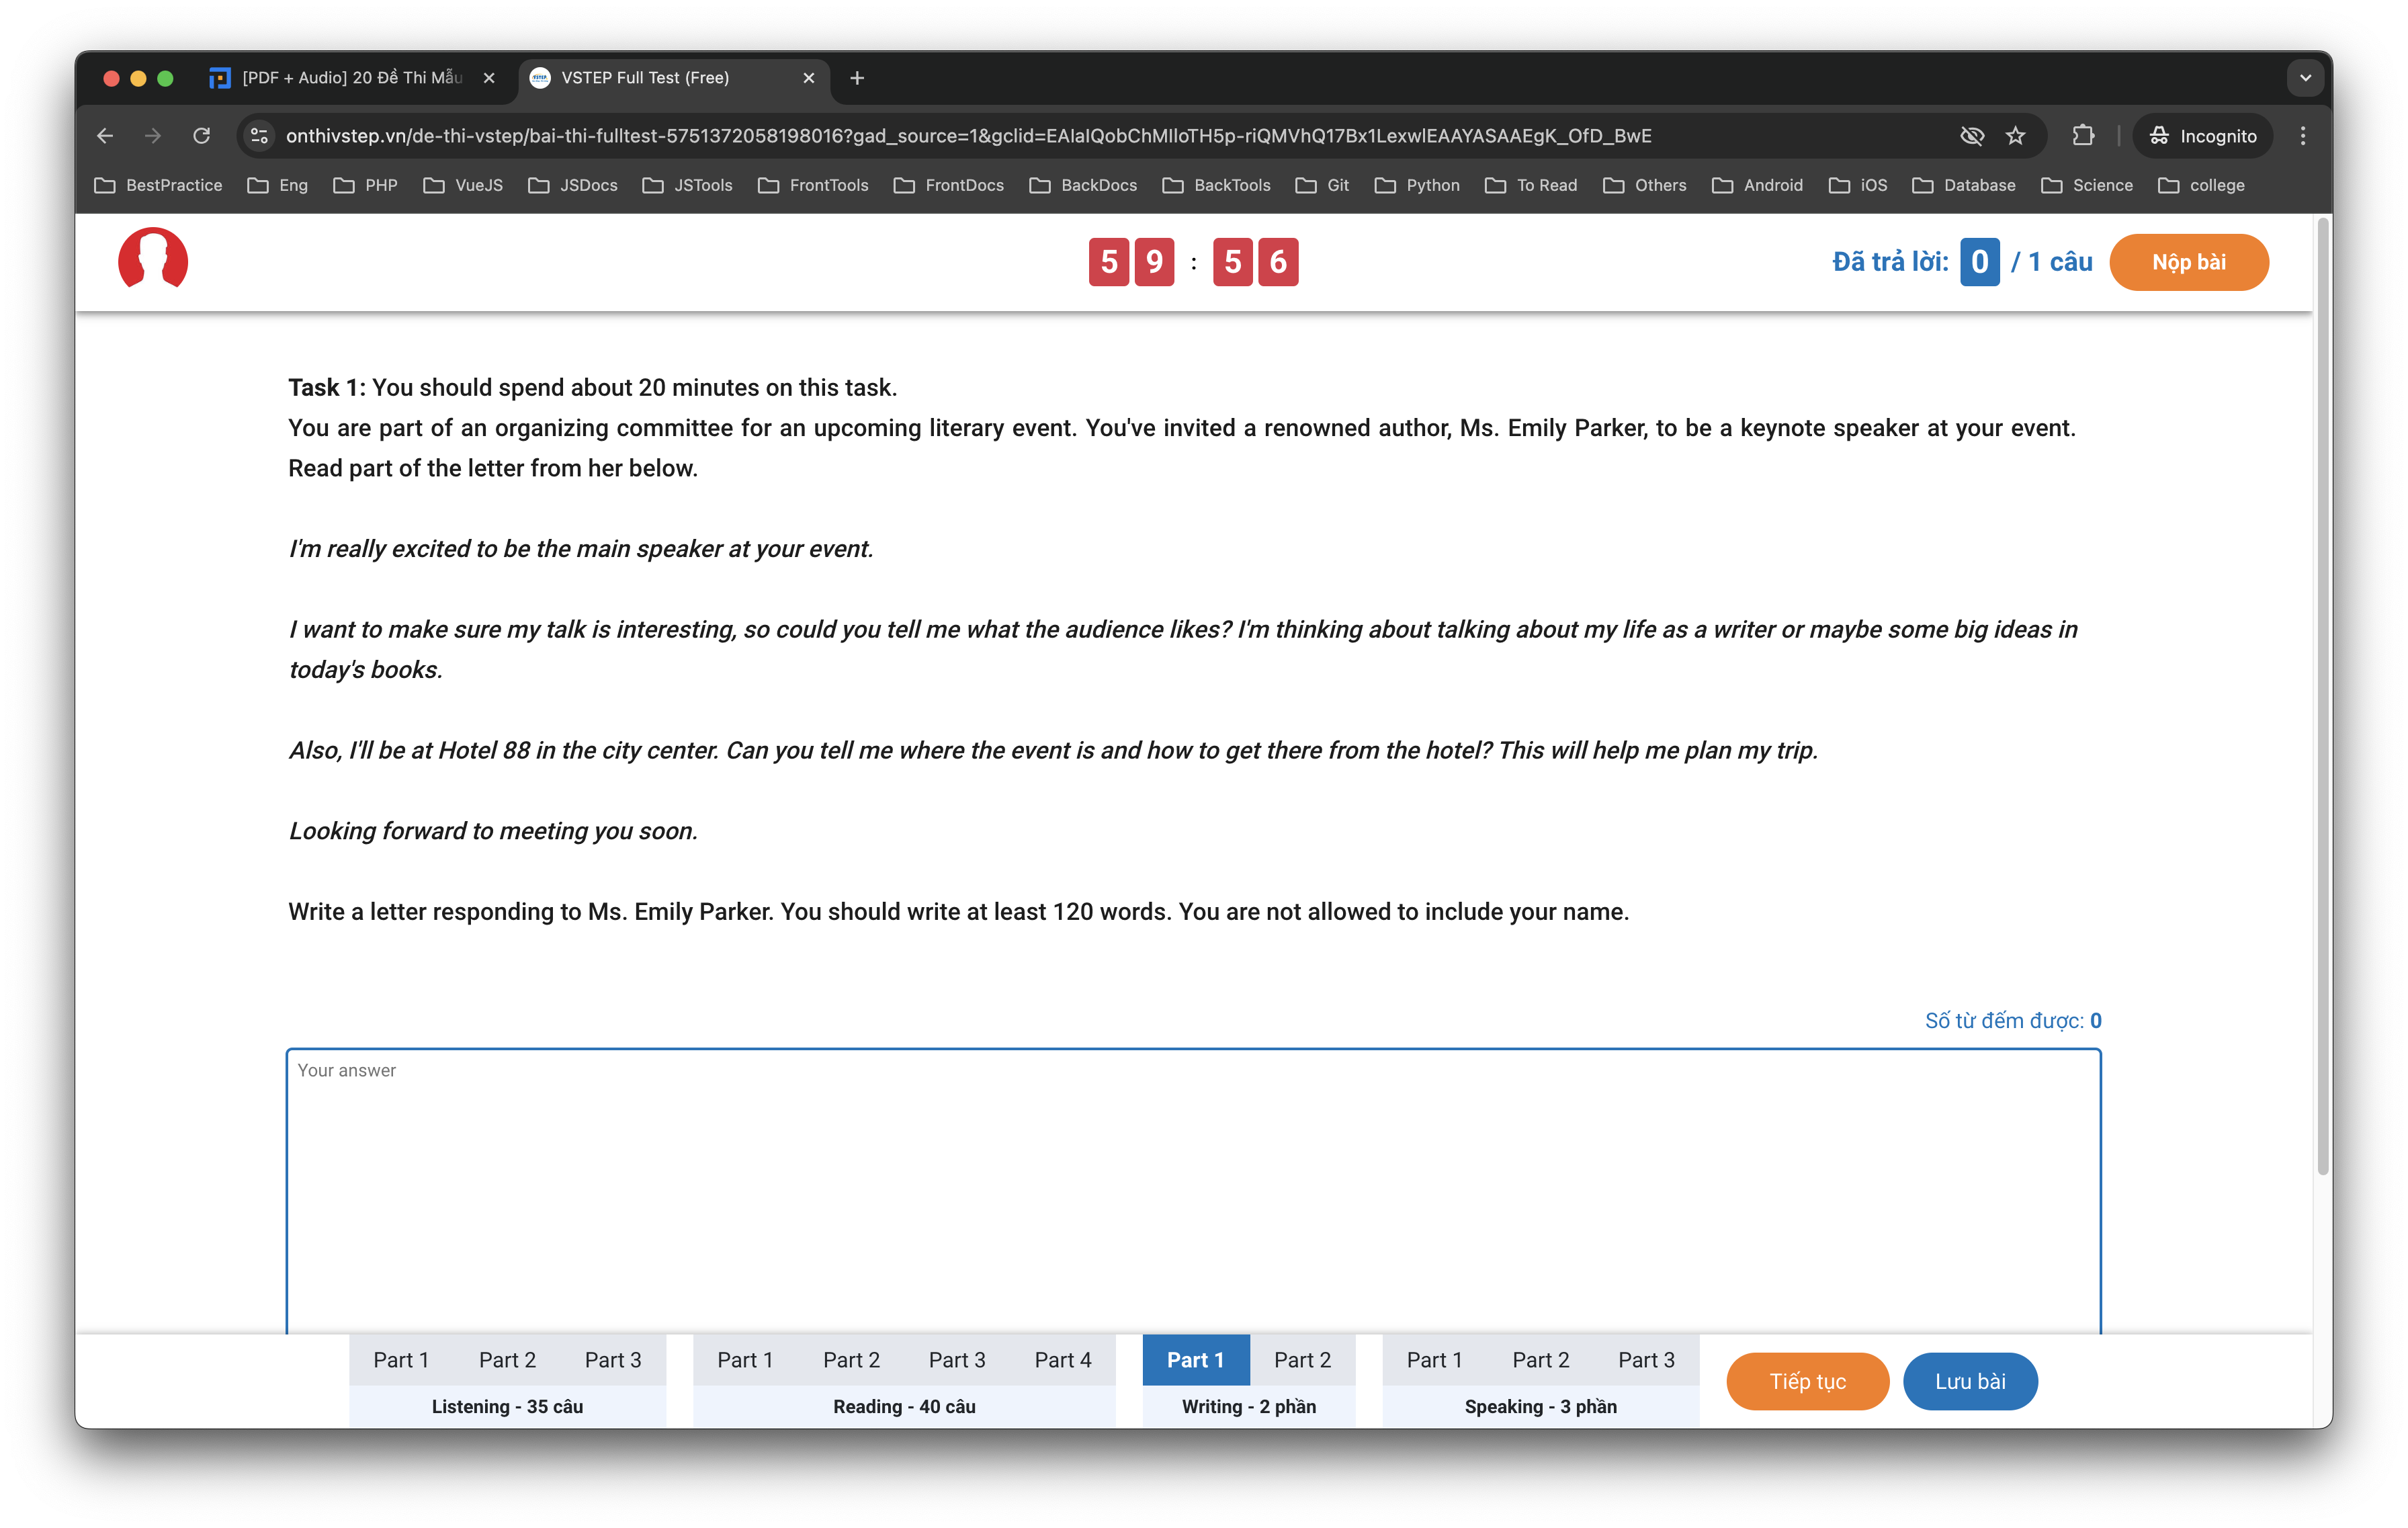 [PDF + Audio] 20 Đề Thi Mẫu
VSTEP Full Test (Free)
onthivstep.vn/de-thi-vstep/bai-thi-fulltest-5751372058198016?gad_source=1&gclid=EAIaIQobChMIloTH5p-riQMVhQ17Bx1LexwlEAAYASAAEgK_OfD_BwE
Incognito
BestPractice Eng PHP VueJS JSDocs JSTools FrontTools FrontDocs BackDocs BackTools Git Python To Read Others Android iOS Database Science college
59 : 56
Đã trả lời: 0 / 1 câu
Nộp bài
Task 1: You should spend about 20 minutes on this task.
You are part of an organizing committee for an upcoming literary event. You've invited a renowned author, Ms. Emily Parker, to be a keynote speaker at your event.
Read part of the letter from her below.
I'm really excited to be the main speaker at your event.
I want to make sure my talk is interesting, so could you tell me what the audience likes? I'm thinking about talking about my life as a writer or maybe some big ideas in
today's books.
Also, I'll be at Hotel 88 in the city center. Can you tell me where the event is and how to get there from the hotel? This will help me plan my trip.
Looking forward to meeting you soon.
Write a letter responding to Ms. Emily Parker. You should write at least 120 words. You are not allowed to include your name.
Số từ đếm được: 0
Your answer
Part 1 Part 2 Part 3
Listening - 35 câu
Part 1 Part 2 Part 3 Part 4
Reading - 40 câu
Part 1 Part 2
Writing - 2 phần
Part 1 Part 2 Part 3
Speaking - 3 phần
Tiếp tục
Lưu bài